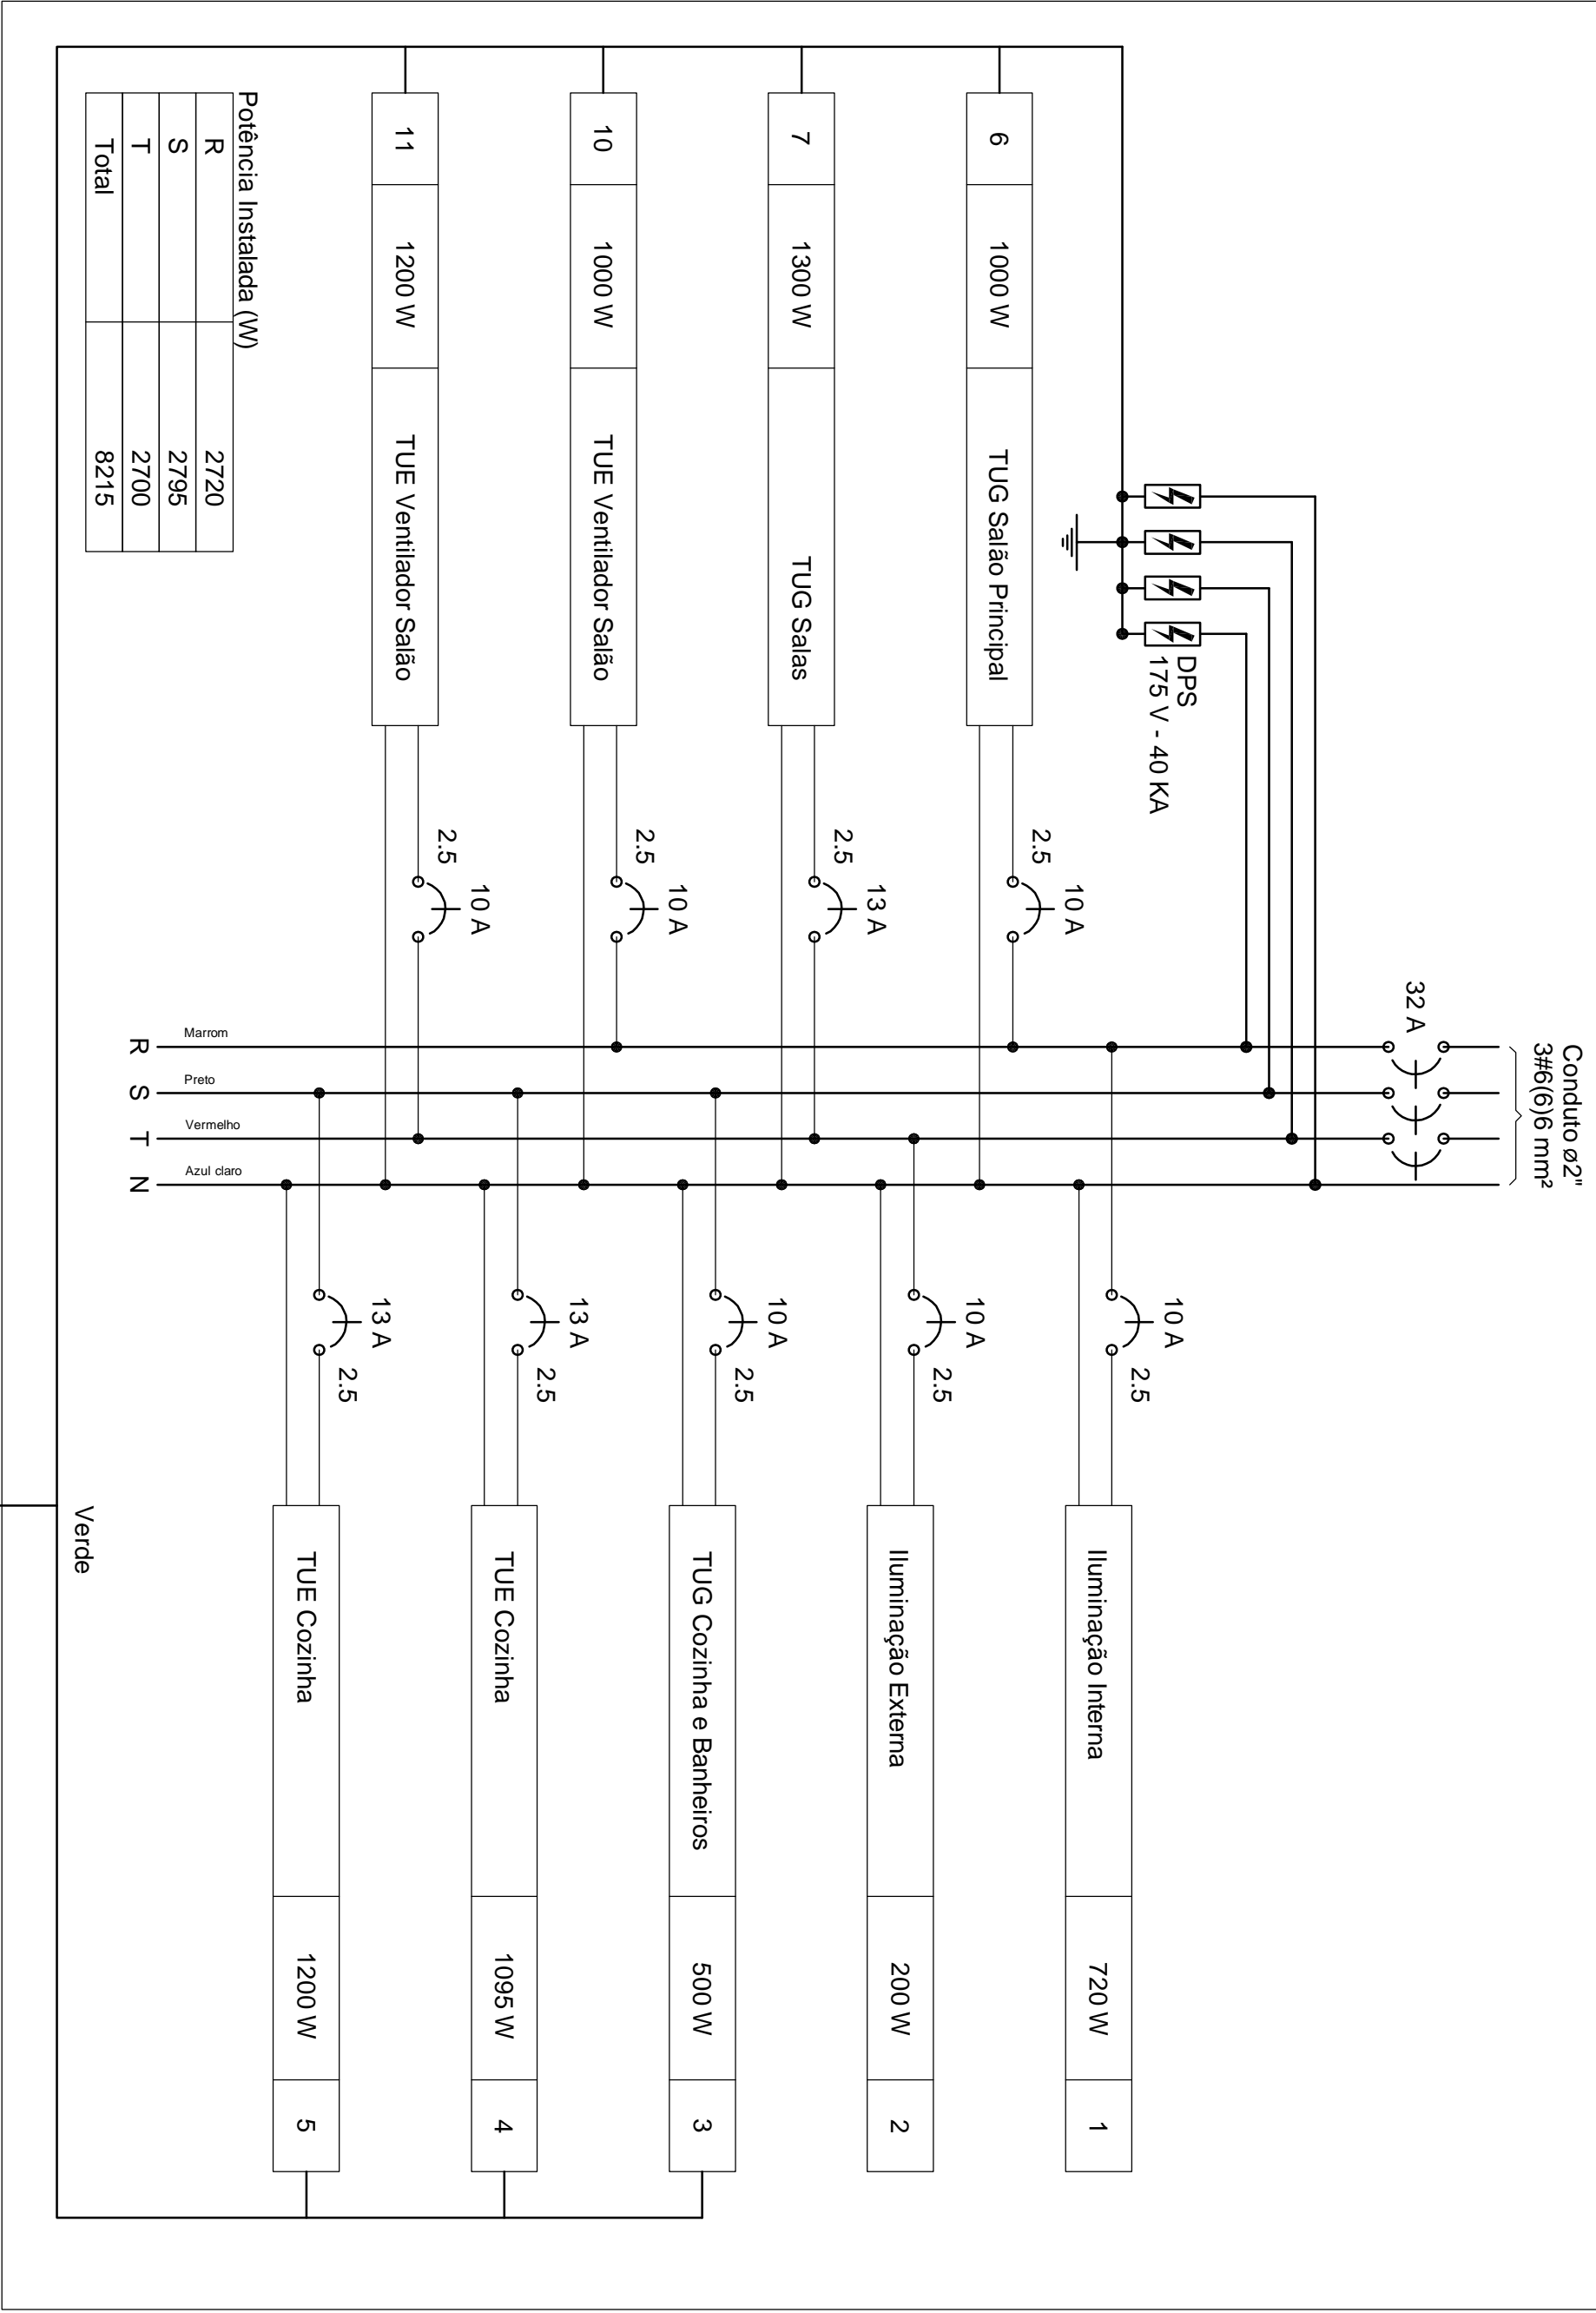 Conduto ø2"
3#6(6)6 mm²
32 A
DPS
175 V - 40 KA
10 A
2.5
Iluminação Interna
720 W
1
6
1000 W
TUG Salão Principal
2.5
10 A
10 A
2.5
Iluminação Externa
200 W
2
7
1300 W
TUG Salas
2.5
13 A
10 A
2.5
TUG Cozinha e Banheiros
500 W
3
10
1000 W
TUE Ventilador Salão
2.5
10 A
13 A
2.5
TUE Cozinha
1095 W
4
11
1200 W
TUE Ventilador Salão
2.5
10 A
13 A
2.5
TUE Cozinha
1200 W
5
Potência Instalada (W)
R 2720
S 2795
T 2700
Total 8215
Marrom
Preto
Vermelho
Azul claro
R
S
T
N
Verde